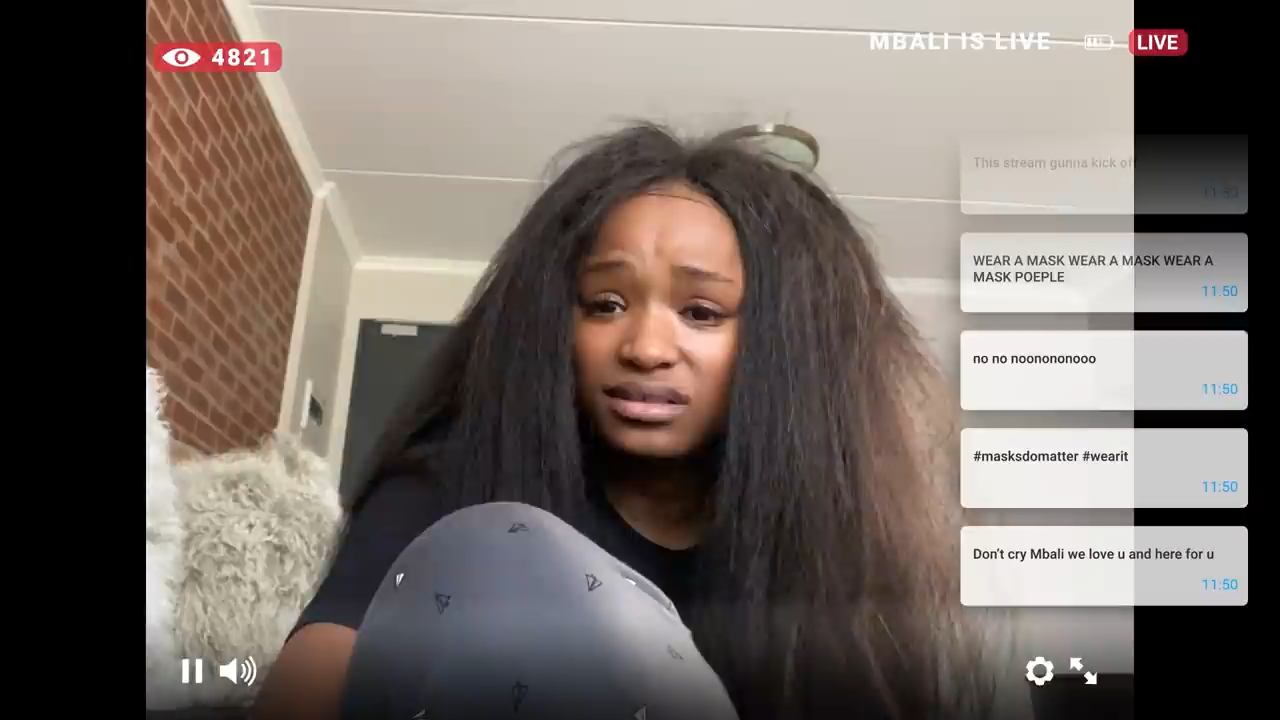 4821
MBALI IS LIVE
LIVE
This stream gunna kick off
11:50
WEAR A MASK WEAR A MASK WEAR A
MASK POEPLE
11:50
no no noonononooo
11:50
#masksdomatter #wearit
11:50
Don't cry Mbali we love u and here for u
11:50